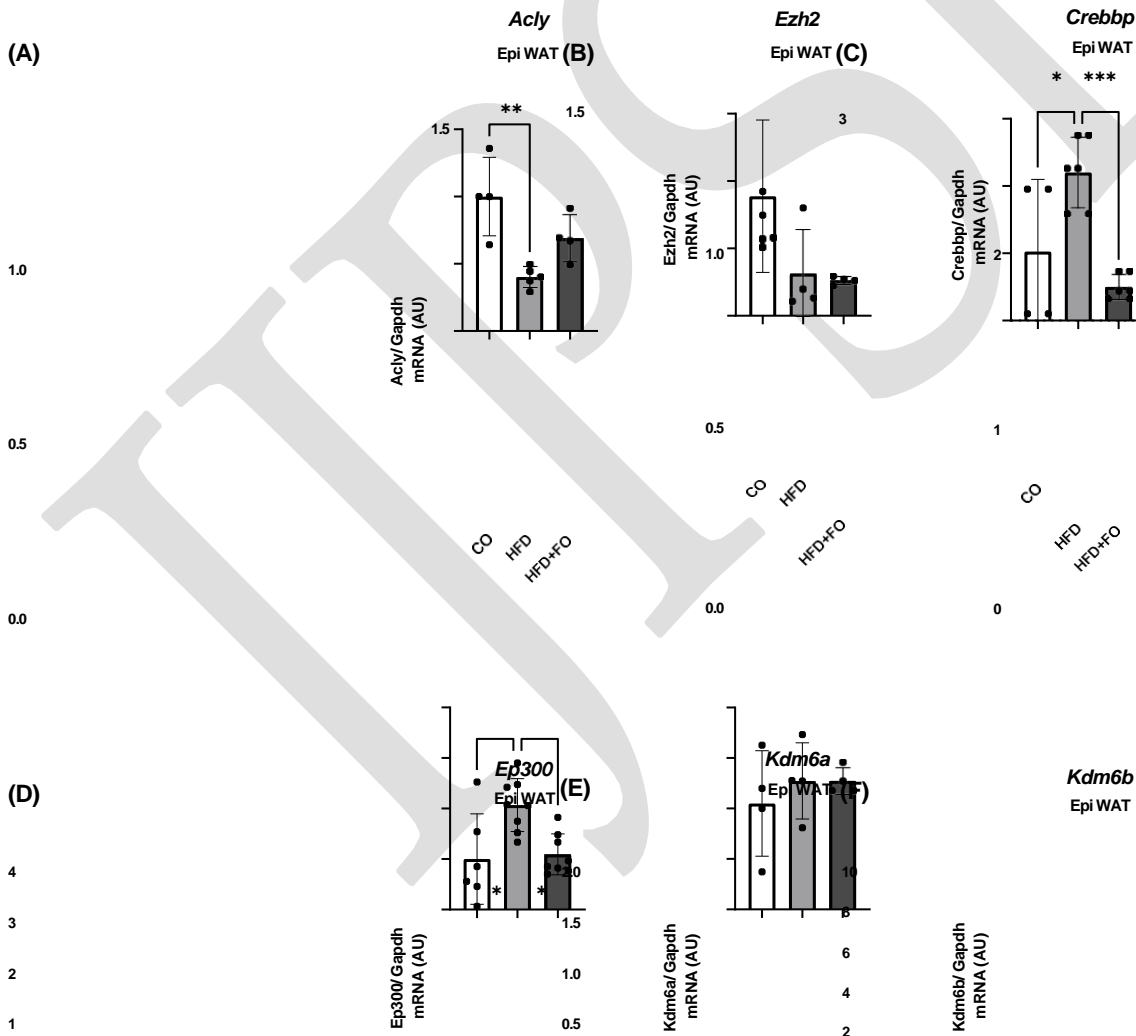 Acly
Ezh2
Crebbp
(A)
Epi WAT (B)
Epi WAT (C)
Epi WAT
* ***
**
1.5
3
1.5
Ezh2/ Gapdh
mRNA (AU)
Crebbp/ Gapdh
mRNA (AU)
1.0
2
1.0
Acly/ Gapdh
mRNA (AU)
0.5
1
0.5
CO
HFD
HFD+FO
CO
HFD
HFD+FO
CO
HFD
HFD+FO
0.0
0
0.0
Ep300
Kdm6a
Kdm6b
(D)
Epi WAT
(E)
Epi WAT (F)
Epi WAT
4
2.0
10
* *
3
1.5
8
2
1.0
6
4
1
0.5
2
Ep300/ Gapdh
mRNA (AU)
Kdm6a/ Gapdh
mRNA (AU)
Kdm6b/ Gapdh
mRNA (AU)
IJPS